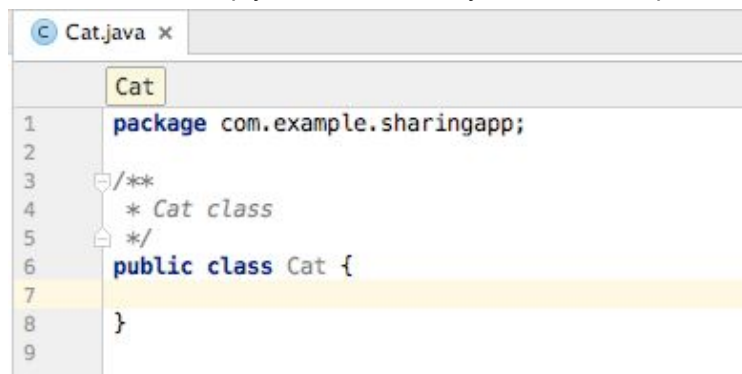 C Cat.java ×
Cat
1 package com.example.sharingapp;
2
3 /**
4 * Cat class
5 */
6 public class Cat {
7
8 }
9